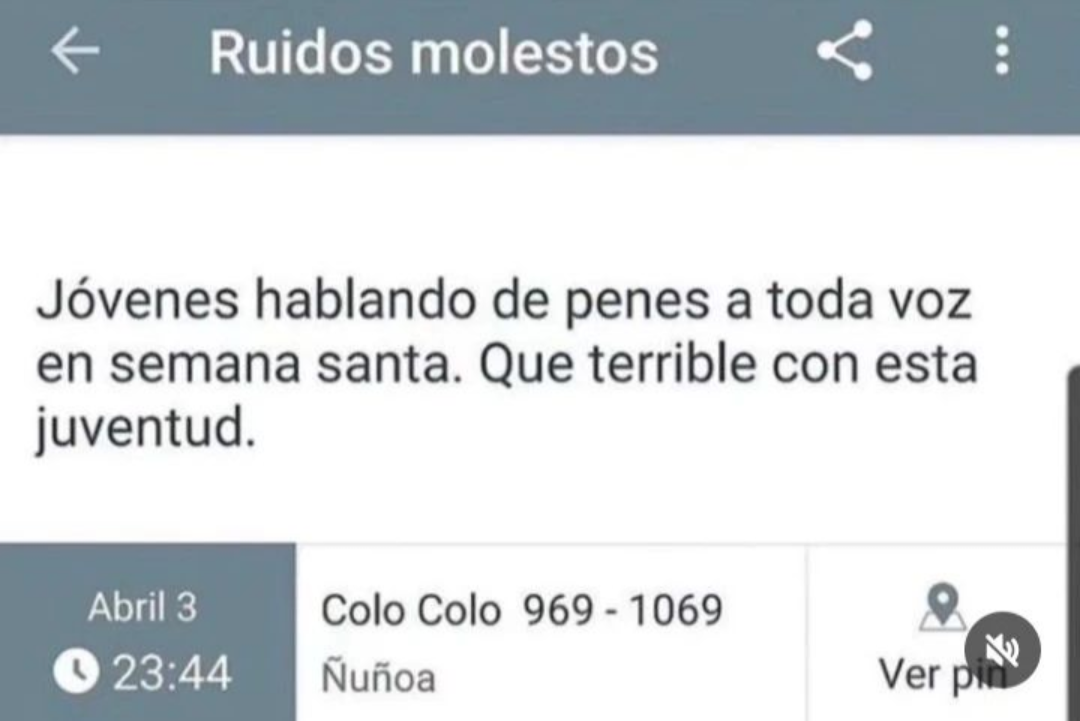 Ruidos molestos
Jóvenes hablando de penes a toda voz
en semana santa. Que terrible con esta
juventud.
Abril 3
23:44
Colo Colo 969 - 1069
Ñuñoa
Ver pin